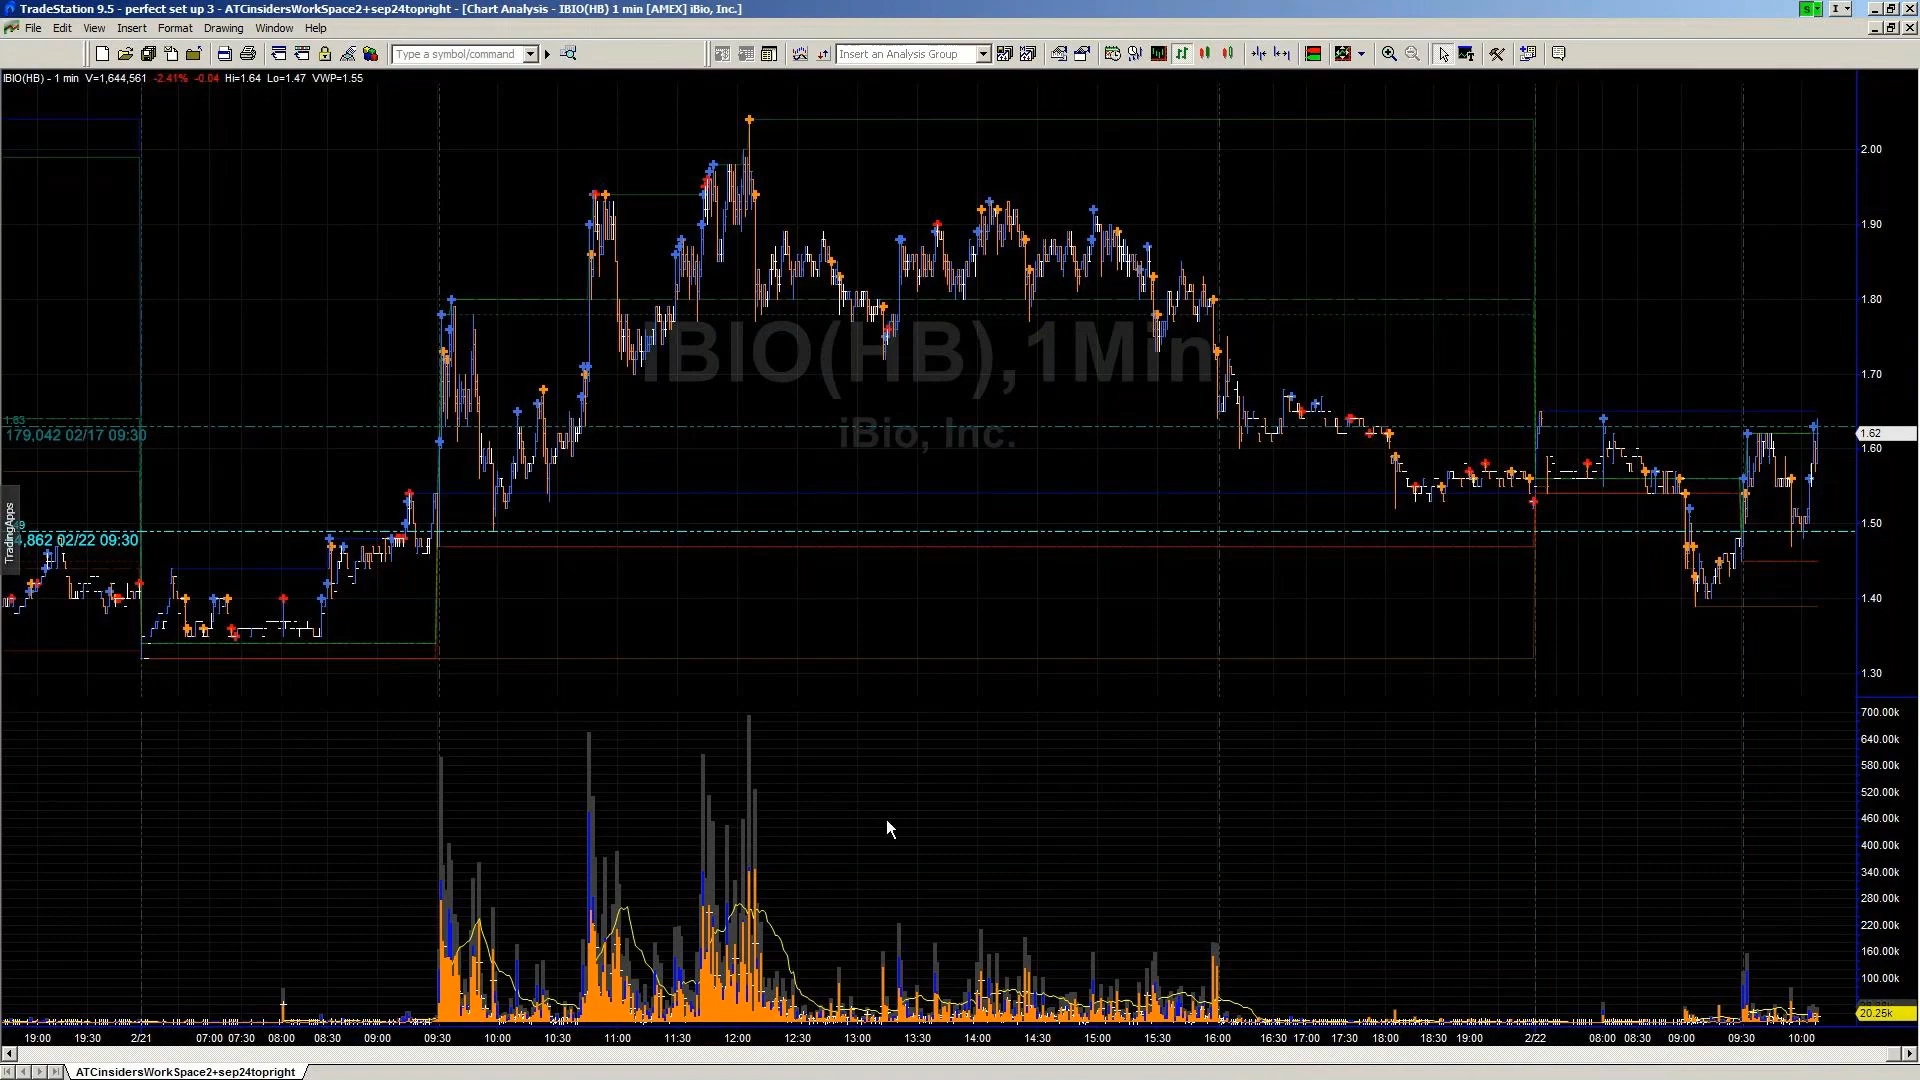 TradeStation 9.5 - perfect set up 3 - ATCinsidersWorkSpace2+sep24topright - [Chart Analysis - IBIO(HB) 1 min [AMEX] iBio, Inc.]
File Edit View Insert Format Drawing Window Help
Type a symbol/command
Insert an Analysis Group
IBIO(HB) - 1 min V=1,644,561 -2.41% -0.04 Hi=1.64 Lo=1.47 VWP=1.55
2.00
1.90
1.80
IBIO(HB),1Min
1.70
1.63
179,042 02/17 09:30
iBio, Inc.
1.62
1.60
TradingApps
1.50
4,862 02/22 09:30
1.40
1.30
700.00k
640.00k
580.00k
520.00k
460.00k
400.00k
340.00k
280.00k
220.00k
160.00k
100.00k
20.25k
19:00 19:30 2/21 07:00 07:30 08:00 08:30 09:00 09:30 10:00 10:30 11:00 11:30 12:00 12:30 13:00 13:30 14:00 14:30 15:00 15:30 16:00 16:30 17:00 17:30 18:00 18:30 19:00 2/22 08:00 08:30 09:00 09:30 10:00
ATCinsidersWorkSpace2+sep24topright